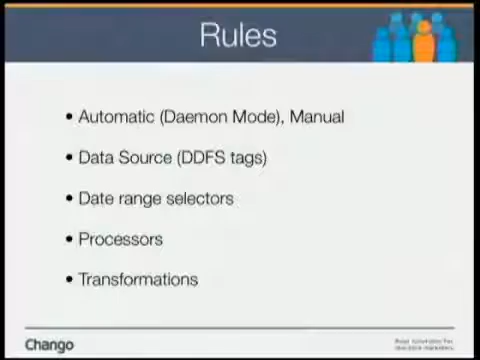 Rules
• Automatic (Daemon Mode), Manual
• Data Source (DDFS tags)
• Date range selectors
• Processors
• Transformations
Chango